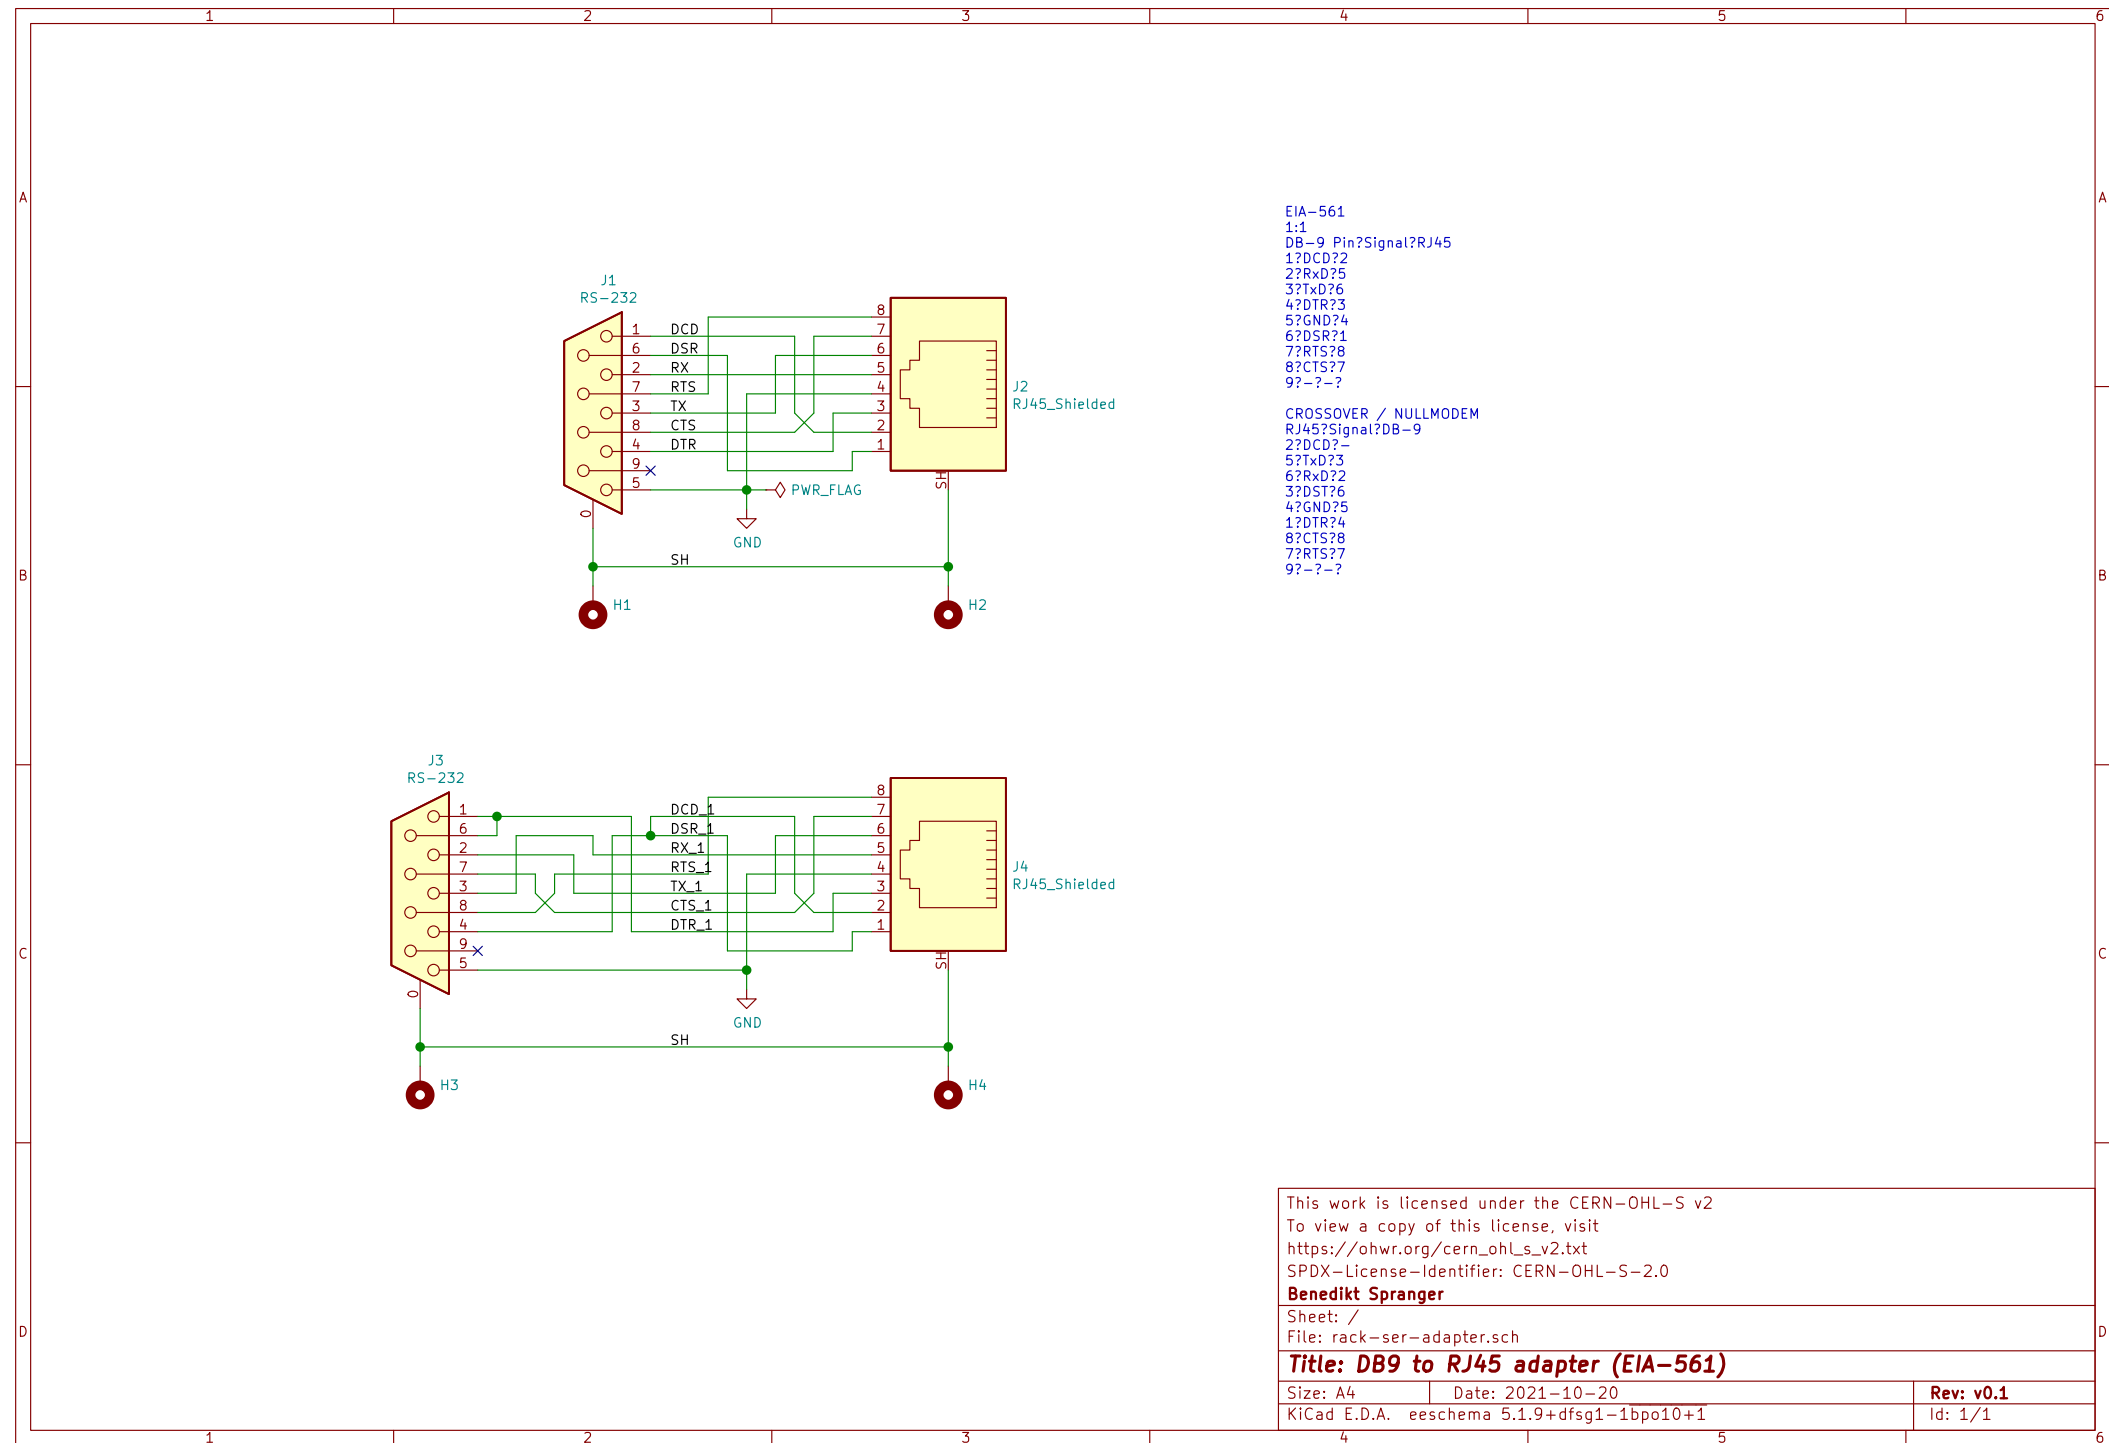 1 2 3 4 5 6
A A
EIA-561
1:1
DB-9 Pin?Signal?RJ45
1?DCD?2
2?RxD?5
3?TxD?6
4?DTR?3
5?GND?4
6?DSR?1
7?RTS?8
8?CTS?7
9?-?-?
CROSSOVER / NULLMODEM
RJ45?Signal?DB-9
2?DCD?-
5?TxD?3
6?RxD?2
3?DST?6
4?GND?5
1?DTR?4
8?CTS?8
7?RTS?7
9?-?-?
J1
RS-232
1 DCD
6 DSR
2 RX
7 RTS
3 TX
8 CTS
4 DTR
9
5
0
PWR_FLAG
GND
SH
H1
8
7
6
5
4
3
2
1
SH
J2
RJ45_Shielded
H2
B B
J3
RS-232
1 DCD_1
6 DSR_1
2 RX_1
7 RTS_1
3 TX_1
8 CTS_1
4 DTR_1
9
5
0
GND
SH
H3
8
7
6
5
4
3
2
1
SH
J4
RJ45_Shielded
H4
C C
This work is licensed under the CERN-OHL-S v2
To view a copy of this license, visit
https://ohwr.org/cern_ohl_s_v2.txt
SPDX-License-Identifier: CERN-OHL-S-2.0
Benedikt Spranger
Sheet: /
File: rack-ser-adapter.sch
Title: DB9 to RJ45 adapter (EIA-561)
Size: A4 Date: 2021-10-20 Rev: v0.1
KiCad E.D.A. eeschema 5.1.9+dfsg1-1bpo10+1 Id: 1/1
D D
1 2 3 4 5 6